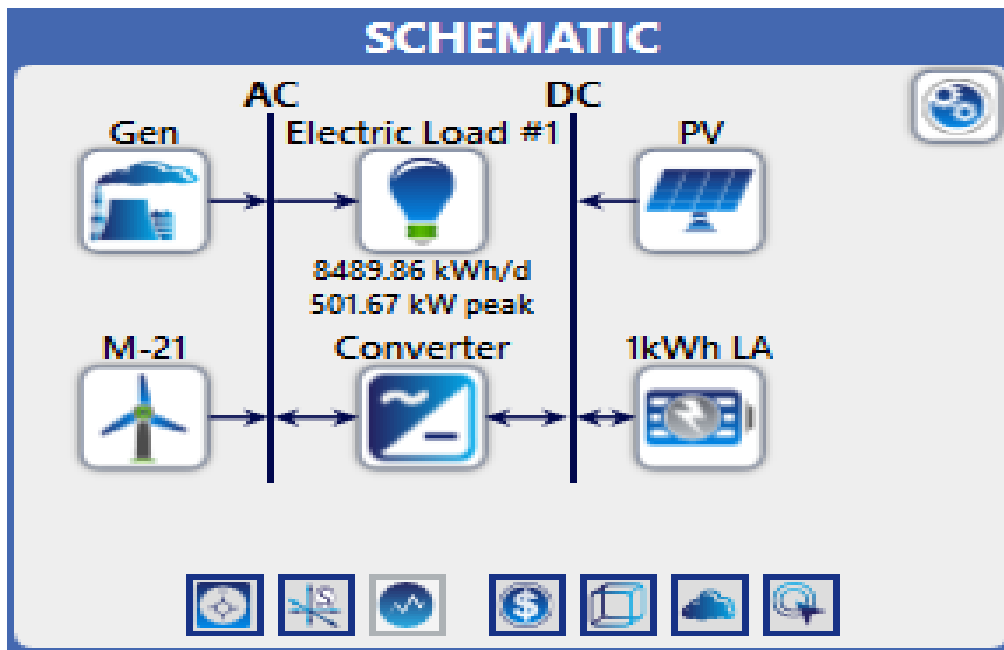 SCHEMATIC
AC DC
Gen Electric Load #1 PV
8489.86 kWh/d
501.67 kW peak
M-21 Converter 1kWh LA
S
$